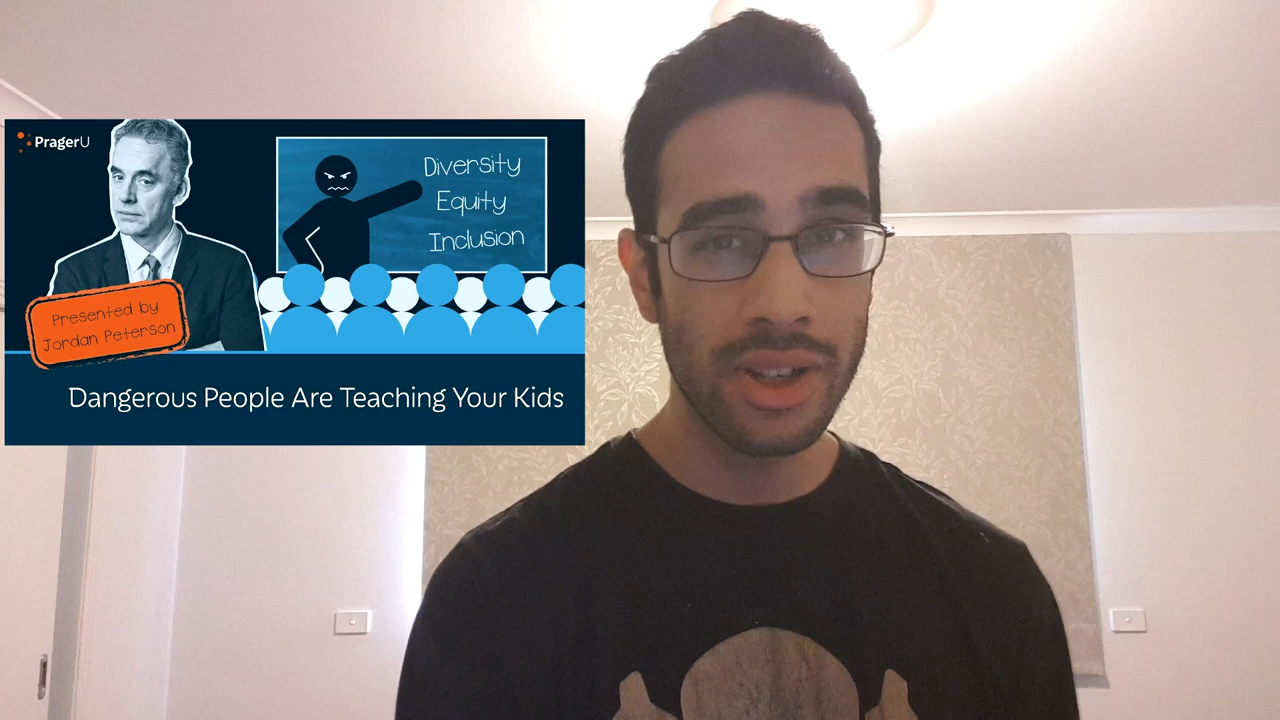 PragerU
Diversity
Equity
Inclusion
Presented by
Jordan Peterson
Dangerous People Are Teaching Your Kids